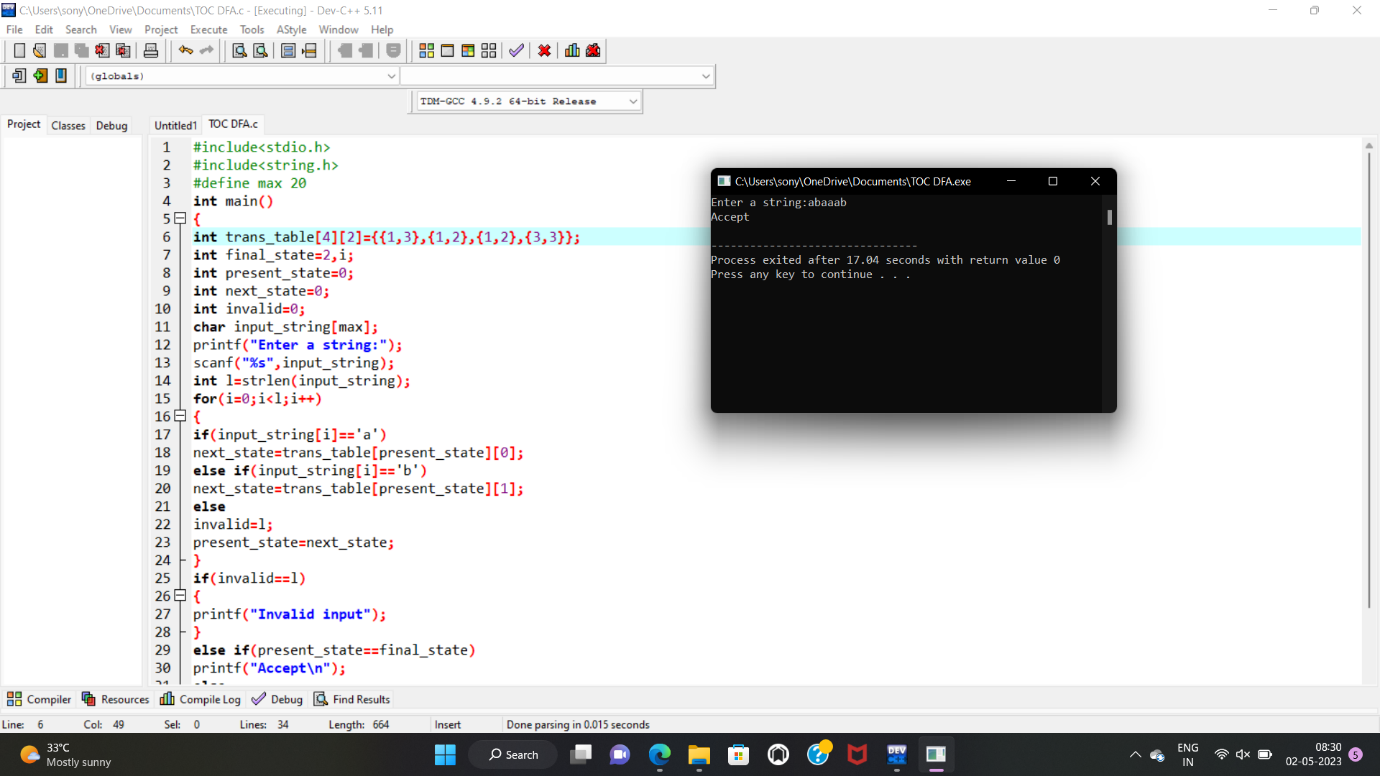 C:\Users\sony\OneDrive\Documents\TOC DFA.c - [Executing] - Dev-C++ 5.11
File Edit Search View Project Execute Tools AStyle Window Help
(globals)
TDM-GCC 4.9.2 64-bit Release
Project Classes Debug
Untitled1 TOC DFA.c
1 #include<stdio.h>
2 #include<string.h>
3 #define max 20
4 int main()
5 {
6 int trans_table[4][2]={{1,3},{1,2},{1,2},{3,3}};
7 int final_state=2,i;
8 int present_state=0;
9 int next_state=0;
10 int invalid=0;
11 char input_string[max];
12 printf("Enter a string:");
13 scanf("%s",input_string);
14 int l=strlen(input_string);
15 for(i=0;i<l;i++)
16 {
17 if(input_string[i]=='a')
18 next_state=trans_table[present_state][0];
19 else if(input_string[i]=='b')
20 next_state=trans_table[present_state][1];
21 else
22 invalid=l;
23 present_state=next_state;
24 }
25 if(invalid==l)
26 {
27 printf("Invalid input");
28 }
29 else if(present_state==final_state)
30 printf("Accept\n");
C:\Users\sony\OneDrive\Documents\TOC DFA.exe
Enter a string:abaaab
Accept
--------------------------------
Process exited after 17.04 seconds with return value 0
Press any key to continue . . .
Compiler Resources Compile Log Debug Find Results
Line: 6 Col: 49 Sel: 0 Lines: 34 Length: 664 Insert Done parsing in 0.015 seconds
33°C
Mostly sunny
Search
DEV
C++
ENG
IN
08:30
02-05-2023
5